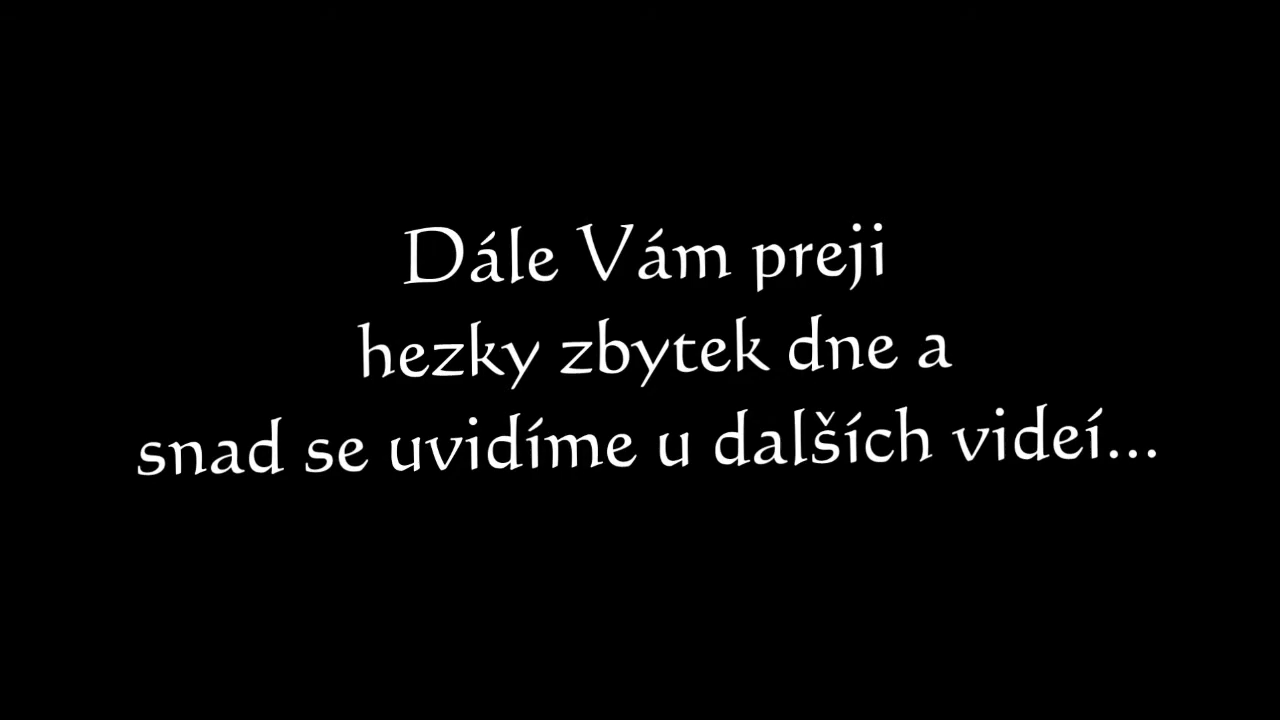 Dále Vám preji
hezky zbytek dne a
snad se uvidíme u dalších videí...